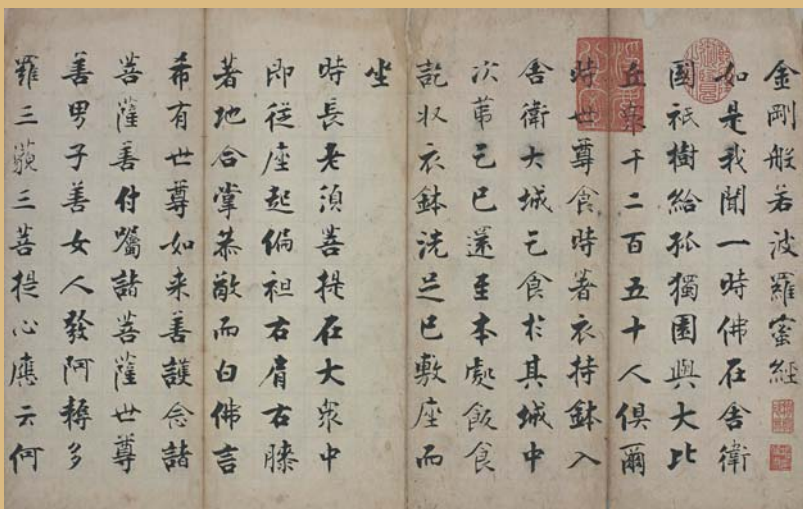 金剛般若波羅蜜經
如是我聞一時佛在舍衛
國祇樹給孤獨園與大比
丘衆千二百五十人俱爾
時世尊食時著衣持鉢入
舍衛大城乞食於其城中
次苐乞已還至本處飯食
訖収衣鉢洗足已敷座而
坐
時長老湏菩提在大衆中
即從座起偏袒右肩右膝
著地合掌恭敬而白佛言
希有世尊如来善護念諸
菩薩善付囑諸菩薩世尊
善男子善女人發阿耨多
羅三藐三菩提心應云何